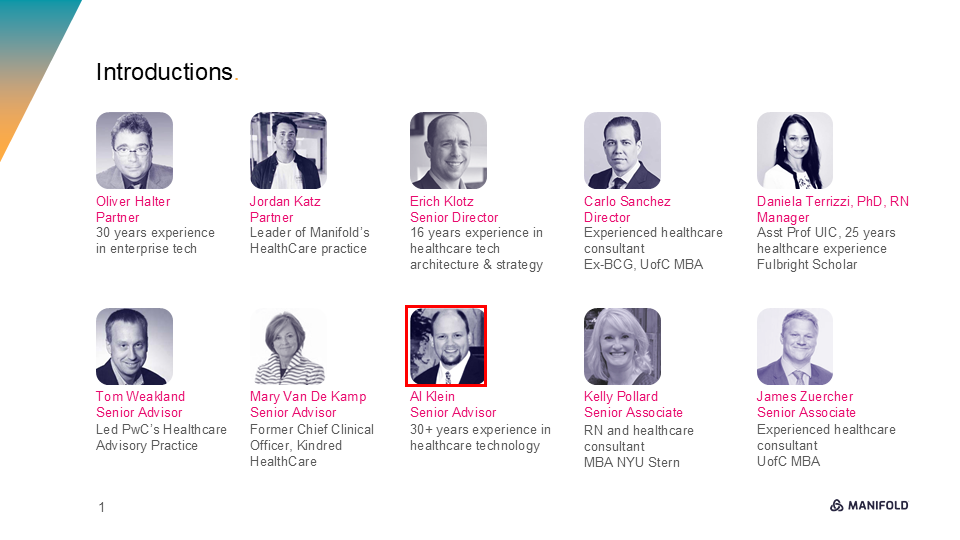 Introductions.
Oliver Halter
Partner
30 years experience
in enterprise tech
Jordan Katz
Partner
Leader of Manifold's
HealthCare practice
Erich Klotz
Senior Director
16 years experience in
healthcare tech
architecture & strategy
Carlo Sanchez
Director
Experienced healthcare
consultant
Ex-BCG, UofC MBA
Daniela Terrizzi, PhD, RN
Manager
Asst Prof UIC, 25 years
healthcare experience
Fulbright Scholar
Tom Weakland
Senior Advisor
Led PwC's Healthcare
Advisory Practice
Mary Van De Kamp
Senior Advisor
Former Chief Clinical
Officer, Kindred
HealthCare
Al Klein
Senior Advisor
30+ years experience in
healthcare technology
Kelly Pollard
Senior Associate
RN and healthcare
consultant
MBA NYU Stern
James Zuercher
Senior Associate
Experienced healthcare
consultant
UofC MBA
1
MANIFOLD